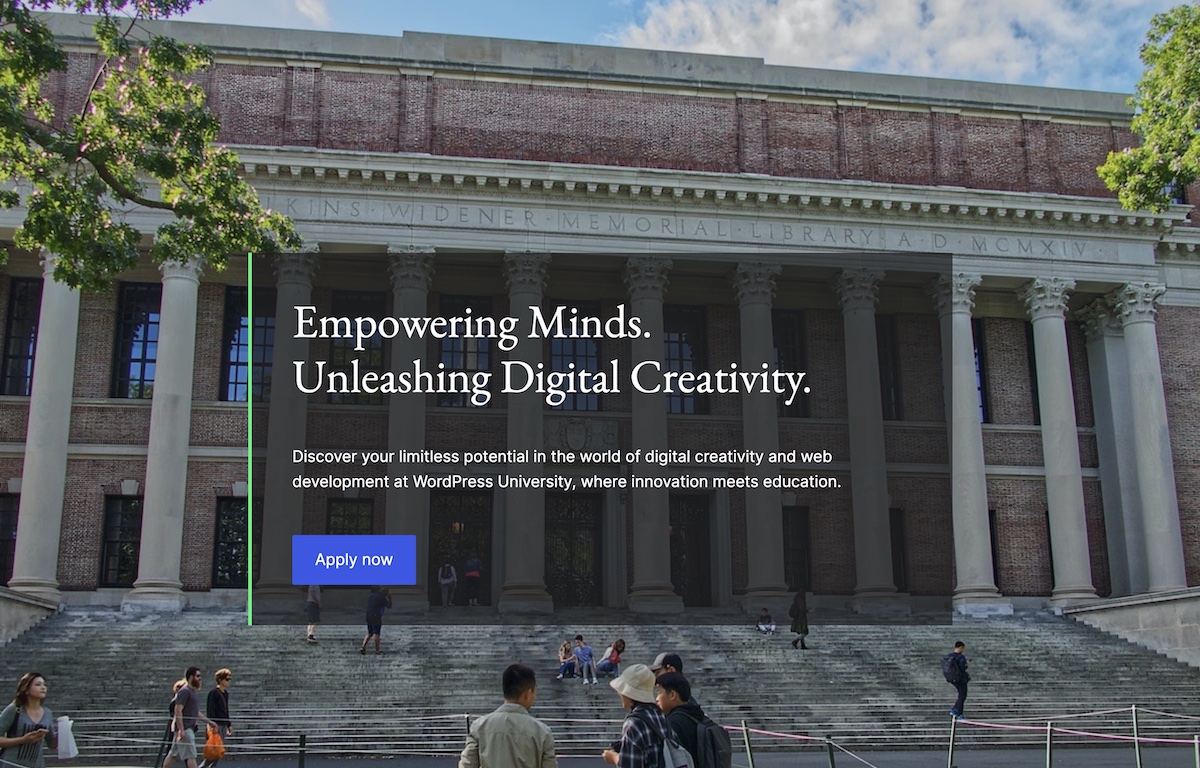 KINS · WIDENER · MEMORIAL · LIBRARY A · D · MCMXIV ·
Empowering Minds.
Unleashing Digital Creativity.
Discover your limitless potential in the world of digital creativity and web
development at WordPress University, where innovation meets education.
Apply now